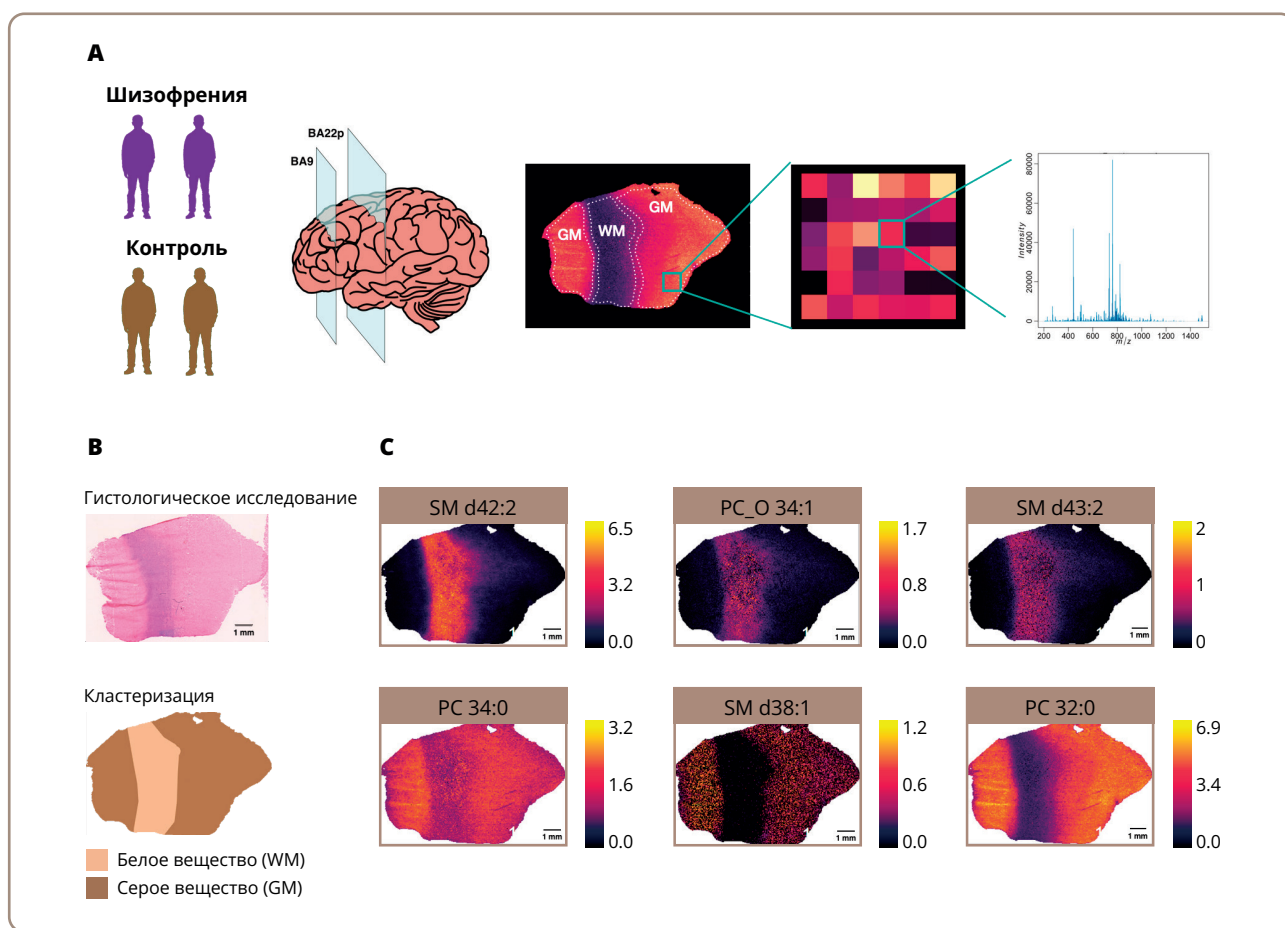 A
Шизофрения
Контроль
BA9
BA22p
GM
WM
GM
Intensity
80000
60000
40000
20000
0
200 400 600 800 1000 1200 1400
m/z
B
Гистологическое исследование
1 mm
Кластеризация
Белое вещество (WM)
Серое вещество (GM)
C
SM d42:2
6.5
3.2
0.0
1 mm
PC_O 34:1
1.7
0.8
0.0
1 mm
SM d43:2
2
1
0.0
1 mm
PC 34:0
3.2
1.6
0.0
1 mm
SM d38:1
1.2
0.6
0.0
1 mm
PC 32:0
6.9
3.4
0.0
1 mm